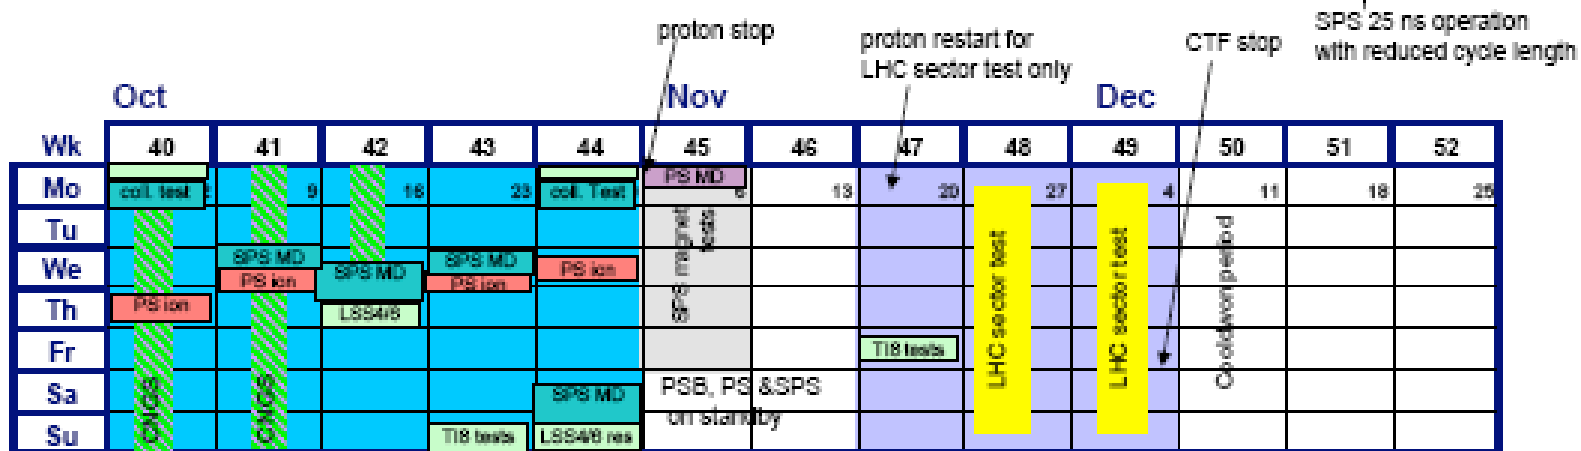 SPS 25 ns operation
with reduced cycle length
proton stop
proton restart for
LHC sector test only
CTF stop
Oct Nov Dec
Wk 40 41 42 43 44 45 46 47 48 49 50 51 52
Mo coll. test 2 9 16 23 coll. Test PS MD 6 13 20 27 4 11 18 25
Tu
We SPS MD PS ion SPS MD SPS MD PS ion PS ion
Th PS ion LSS4/6
Fr TI8 tests
Sa SPS MD
Su TI8 tests LSS4/6 res
CNGS
CNGS
SPS magnet
tests
PSB, PS &SPS
on standby
LHC sector test
LHC sector test
Cooldwon period